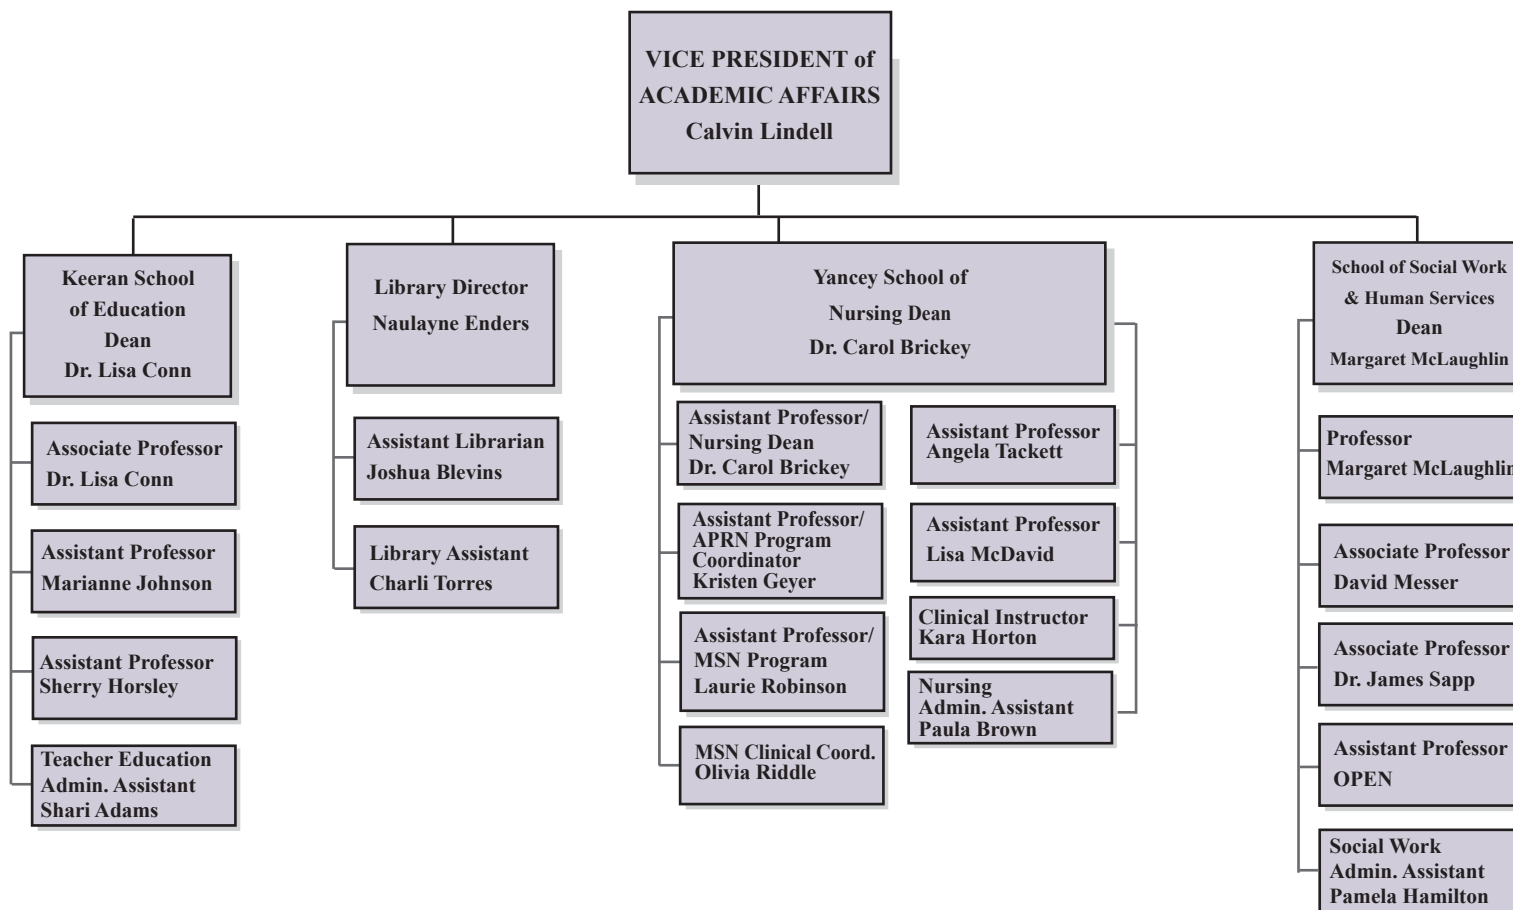 VICE PRESIDENT of
ACADEMIC AFFAIRS
Calvin Lindell
Keeran School
of Education
Dean
Dr. Lisa Conn
Associate Professor
Dr. Lisa Conn
Assistant Professor
Marianne Johnson
Assistant Professor
Sherry Horsley
Teacher Education
Admin. Assistant
Shari Adams
Library Director
Naulayne Enders
Assistant Librarian
Joshua Blevins
Library Assistant
Charli Torres
Yancey School of
Nursing Dean
Dr. Carol Brickey
Assistant Professor/
Nursing Dean
Dr. Carol Brickey
Assistant Professor/
APRN Program
Coordinator
Kristen Geyer
Assistant Professor/
MSN Program
Laurie Robinson
MSN Clinical Coord.
Olivia Riddle
Assistant Professor
Angela Tackett
Assistant Professor
Lisa McDavid
Clinical Instructor
Kara Horton
Nursing
Admin. Assistant
Paula Brown
School of Social Work
& Human Services
Dean
Margaret McLaughlin
Professor
Margaret McLaughlin
Associate Professor
David Messer
Associate Professor
Dr. James Sapp
Assistant Professor
OPEN
Social Work
Admin. Assistant
Pamela Hamilton